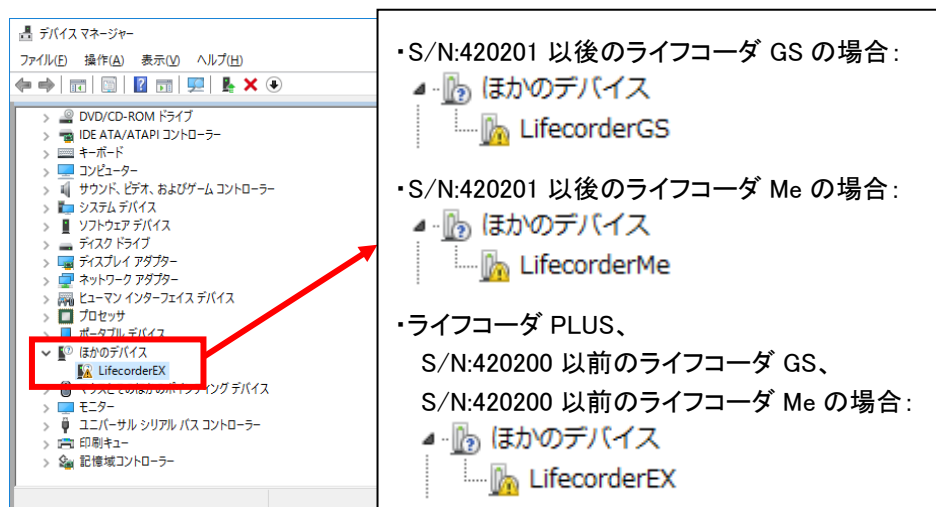 デバイス マネージャー
ファイル(F) 操作(A) 表示(V) ヘルプ(H)
DVD/CD-ROM ドライブ
IDE ATA/ATAPI コントローラー
キーボード
コンピューター
サウンド、ビデオ、およびゲーム コントローラー
システム デバイス
ソフトウェア デバイス
ディスク ドライブ
ディスプレイ アダプター
ネットワーク アダプター
ヒューマン インターフェイス デバイス
プロセッサ
ポータブル デバイス
ほかのデバイス
LifecorderEX
マウスとそのほかのポインティング デバイス
モニター
ユニバーサル シリアル バス コントローラー
印刷キュー
記憶域コントローラー
・S/N:420201 以後のライフコーダ GS の場合：
ほかのデバイス
LifecorderGS
・S/N:420201 以後のライフコーダ Me の場合：
ほかのデバイス
LifecorderMe
・ライフコーダ PLUS、
S/N:420200 以前のライフコーダ GS、
S/N:420200 以前のライフコーダ Me の場合：
ほかのデバイス
LifecorderEX